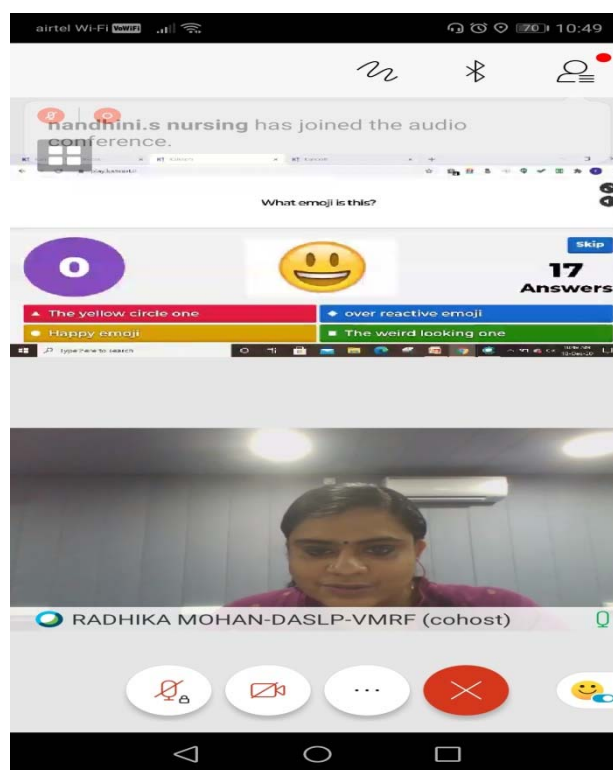 airtel Wi-Fi VoWiFi 70 10:49
nandhini.s nursing has joined the audio
conference.
What emoji is this?
Skip
0
17
Answers
The yellow circle one
over reactive emoji
Happy emoji
The weird looking one
Type here to search
RADHIKA MOHAN-DASLP-VMRF (cohost)